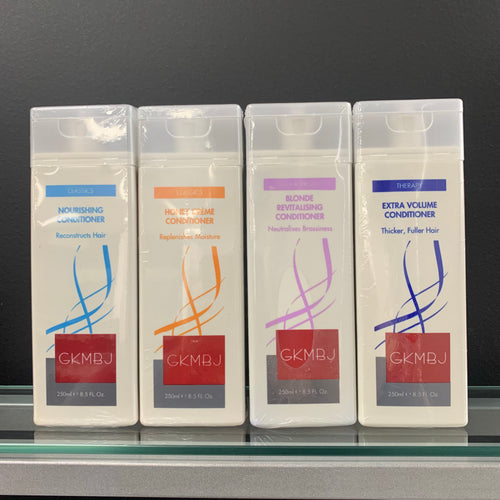 CLASSICS
NOURISHING
CONDITIONER
Reconstructs Hair
GKMBJ
250ml • 8.5 FL Oz
CLASSICS
HONEY CRÈME
CONDITIONER
Replenishes Moisture
GKMBJ
250ml • 8.5 FL Oz
BLONDE
REVITALISING
CONDITIONER
Neutralises Brassiness
GKMBJ
250ml • 8.5 FL Oz
THERAPY
EXTRA VOLUME
CONDITIONER
Thicker, Fuller Hair
GKMBJ
250ml • 8.5 FL Oz